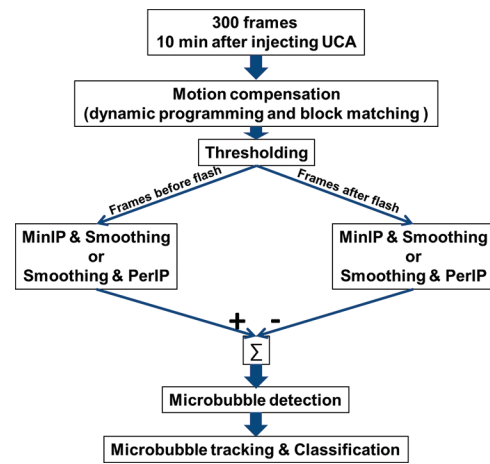 300 frames
10 min after injecting UCA
Motion compensation
(dynamic programming and block matching )
Thresholding
Frames before flash
Frames after flash
MinIP & Smoothing
or
Smoothing & PerIP
MinIP & Smoothing
or
Smoothing & PerIP
+ -
∑
Microbubble detection
Microbubble tracking & Classification